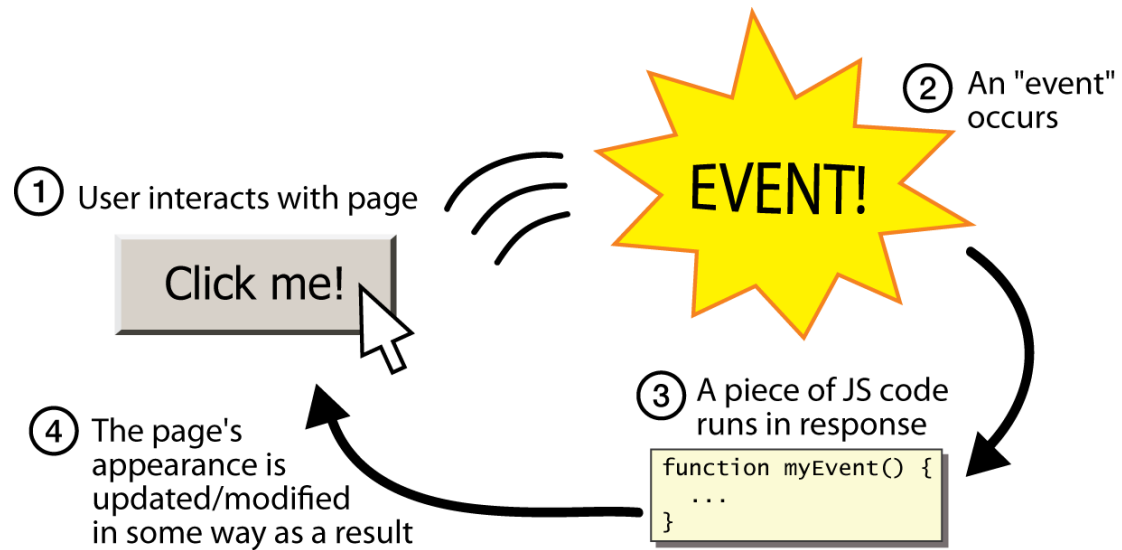 1 User interacts with page
Click me!
EVENT!
2 An "event"
occurs
3 A piece of JS code
runs in response
function myEvent() {
  ...
}
4 The page's
appearance is
updated/modified
in some way as a result